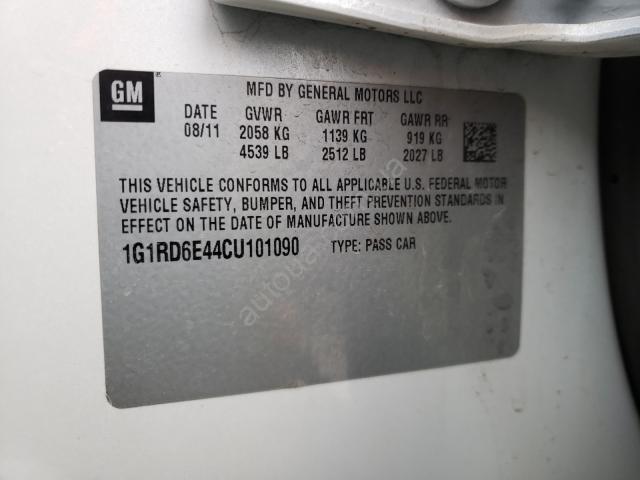 GM
MFD BY GENERAL MOTORS LLC
DATE GVWR GAWR FRT GAWR RR
08/11 2058 KG 1139 KG 919 KG
4539 LB 2512 LB 2027 LB
THIS VEHICLE CONFORMS TO ALL APPLICABLE U.S. FEDERAL MOTOR
VEHICLE SAFETY, BUMPER, AND THEFT PREVENTION STANDARDS IN
EFFECT ON THE DATE OF MANUFACTURE SHOWN ABOVE.
1G1RD6E44CU101090 TYPE: PASS CAR